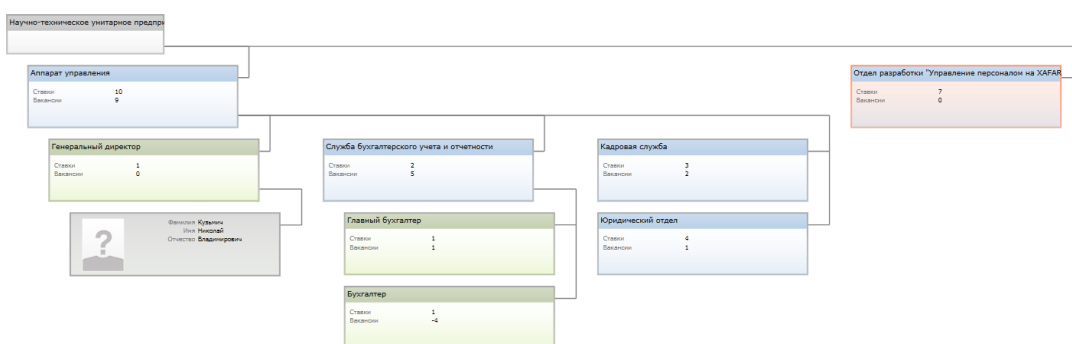 Научно-техническое унитарное предпри
Аппарат управления
Ставки 10
Вакансии 9
Отдел разработки "Управление персоналом на XAFAR
Ставки 7
Вакансии 0
Генеральный директор
Ставки 1
Вакансии 0
Служба бухгалтерского учета и отчетности
Ставки 2
Вакансии 5
Кадровая служба
Ставки 3
Вакансии 2
Фамилия Кузьмич
Имя Николай
Отчество Владимирович
Главный бухгалтер
Ставки 1
Вакансии 1
Юридический отдел
Ставки 4
Вакансии 1
Бухгалтер
Ставки 1
Вакансии -4